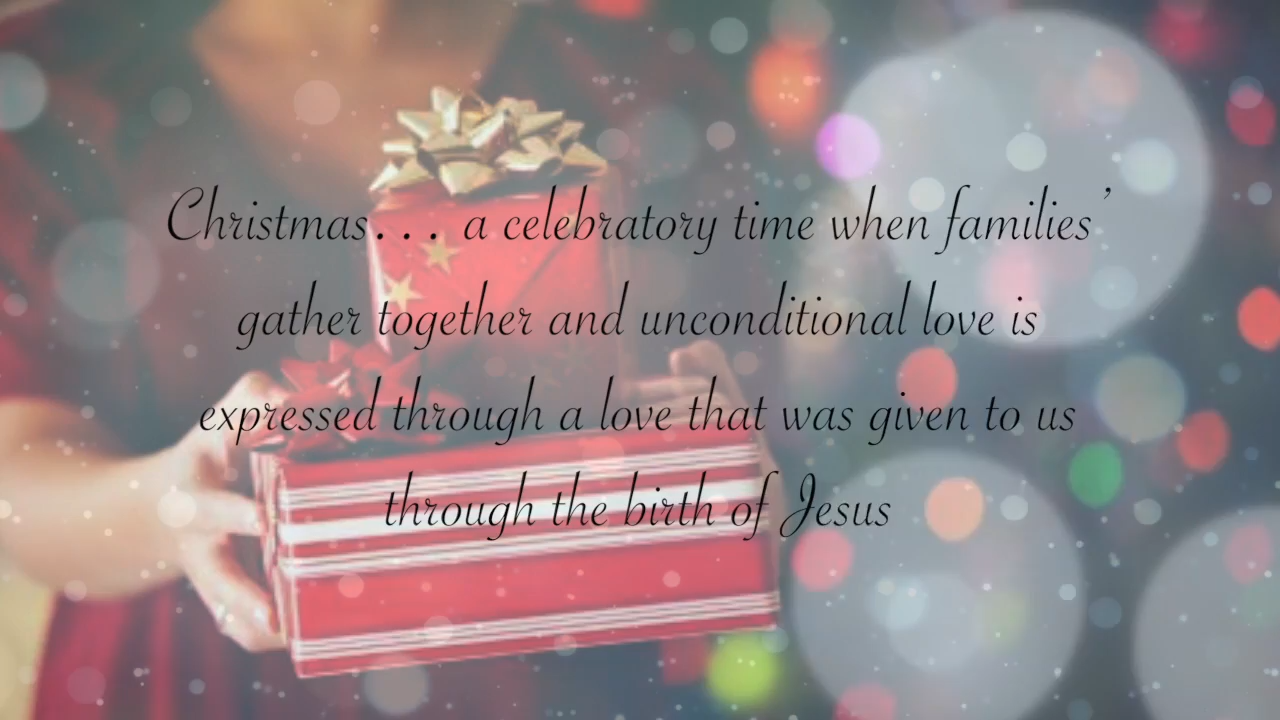 Christmas... a celebratory time when families’
gather together and unconditional love is
expressed through a love that was given to us
through the birth of Jesus